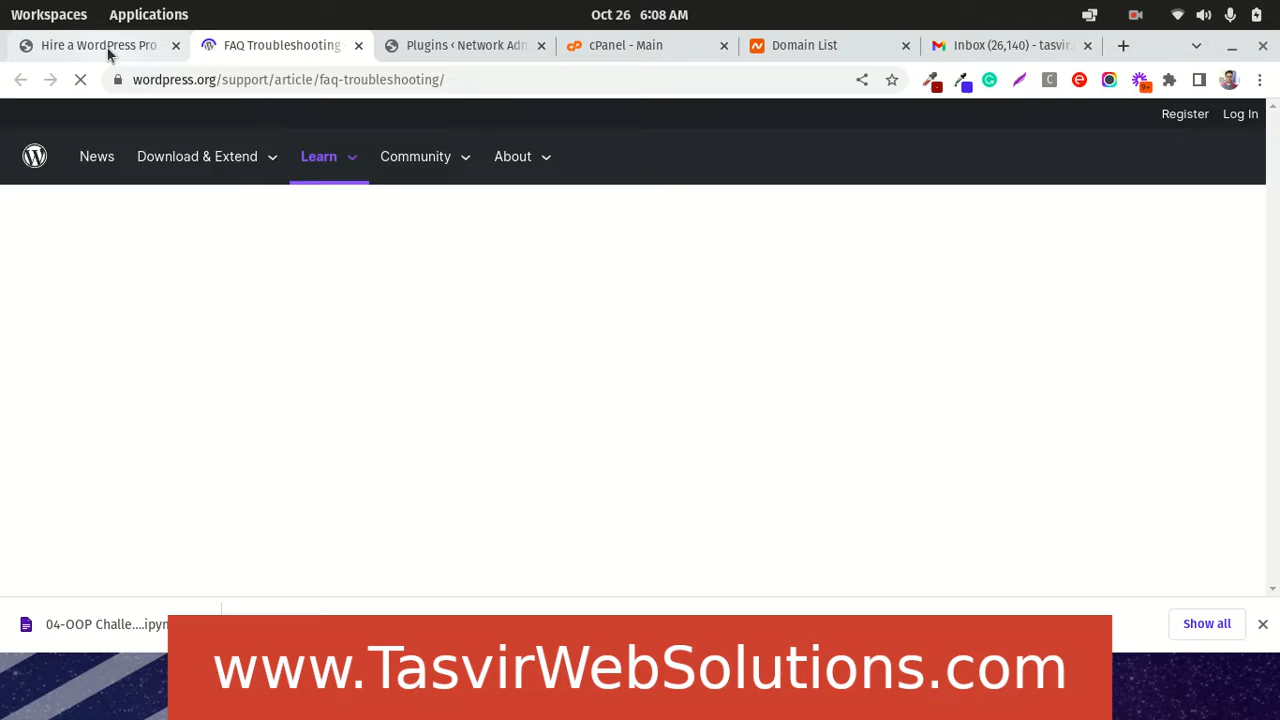 Workspaces Applications Oct 26 6:08 AM
Hire a WordPress Pro FAQ Troubleshooting Plugins ‹ Network Adm cPanel - Main Domain List Inbox (26,140) - tasvir.
wordpress.org/support/article/faq-troubleshooting/ C e 9+
Register Log In
News Download & Extend Learn Community About
04-OOP Challe....ipyn Show all
www.TasvirWebSolutions.com